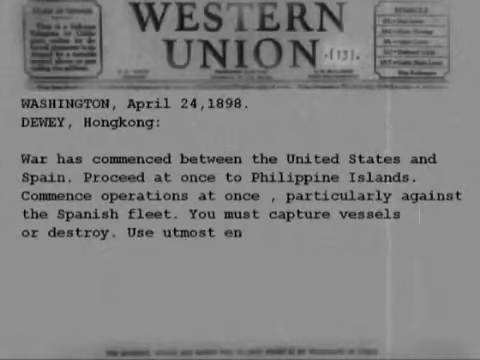 WESTERN
UNION
(13).
WASHINGTON, April 24,1898.
DEWEY, Hongkong:
War has commenced between the United States and
Spain. Proceed at once to Philippine Islands.
Commence operations at once , particularly against
the Spanish fleet. You must capture vessels
or destroy. Use utmost en